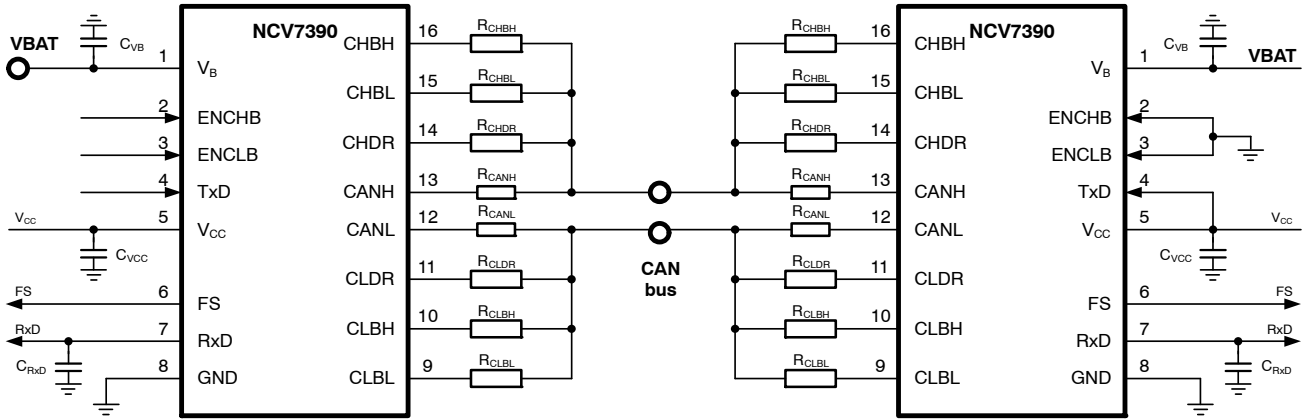 NCV7390
VBAT
C_VB
1 V_B
2 ENCHB
3 ENCLB
4 TxD
V_CC 5 V_CC
C_VCC
FS 6 FS
RxD 7 RxD
C_RxD
8 GND
CHBH 16 R_CHBH
CHBL 15 R_CHBL
CHDR 14 R_CHDR
CANH 13 R_CANH
CANL 12 R_CANL
CLDR 11 R_CLDR
CLBH 10 R_CLBH
CLBL 9 R_CLBL
CAN
bus
NCV7390
R_CHBH 16 CHBH
R_CHBL 15 CHBL
R_CHDR 14 CHDR
R_CANH 13 CANH
R_CANL 12 CANL
R_CLDR 11 CLDR
R_CLBH 10 CLBH
R_CLBL 9 CLBL
C_VB
V_B 1 VBAT
ENCHB 2
ENCLB 3
TxD 4
V_CC 5 V_CC
C_VCC
FS 6 FS
RxD 7 RxD
C_RxD
GND 8